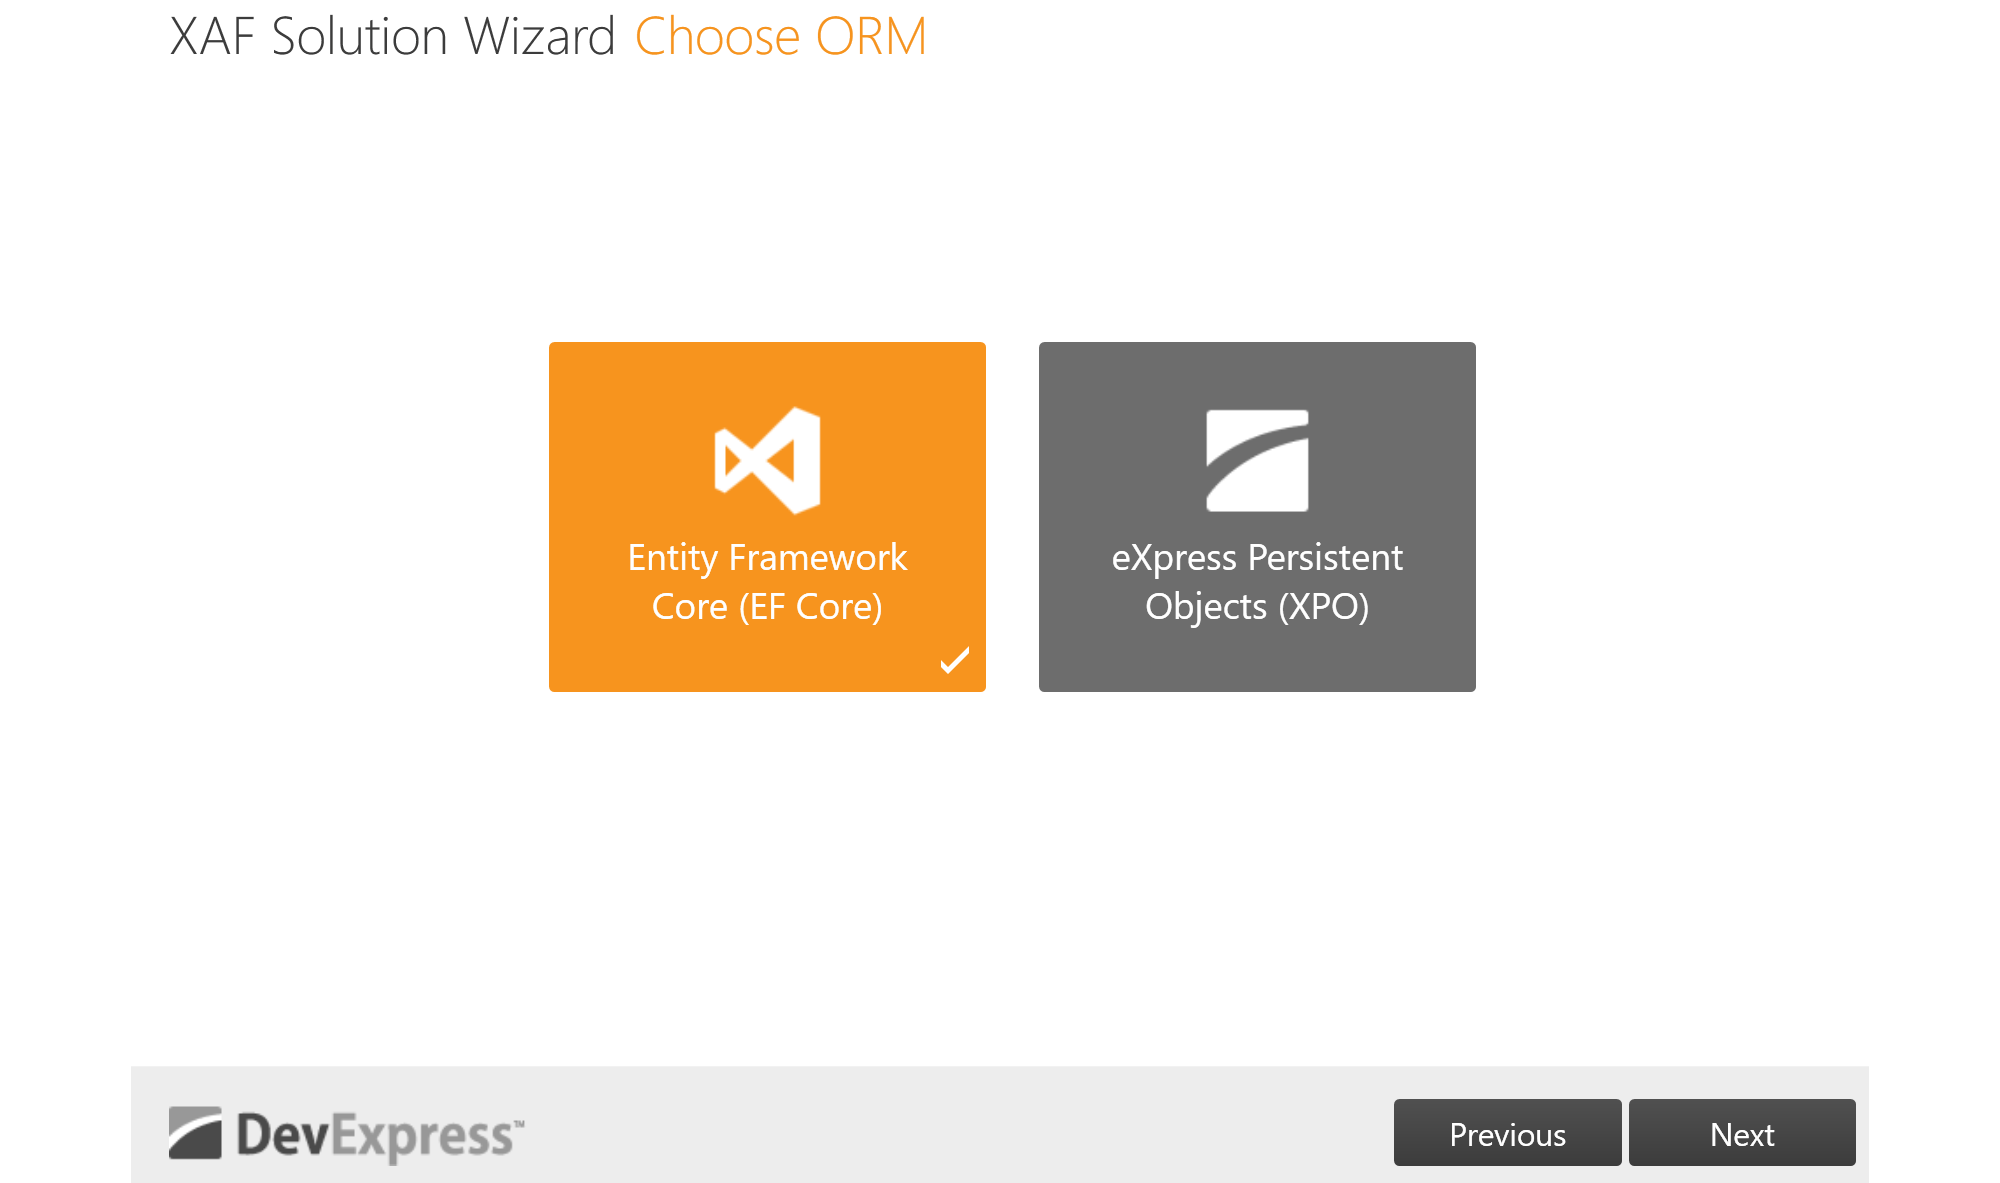 XAF Solution Wizard Choose ORM
Entity Framework
Core (EF Core)
eXpress Persistent
Objects (XPO)
DevExpress™
Previous
Next